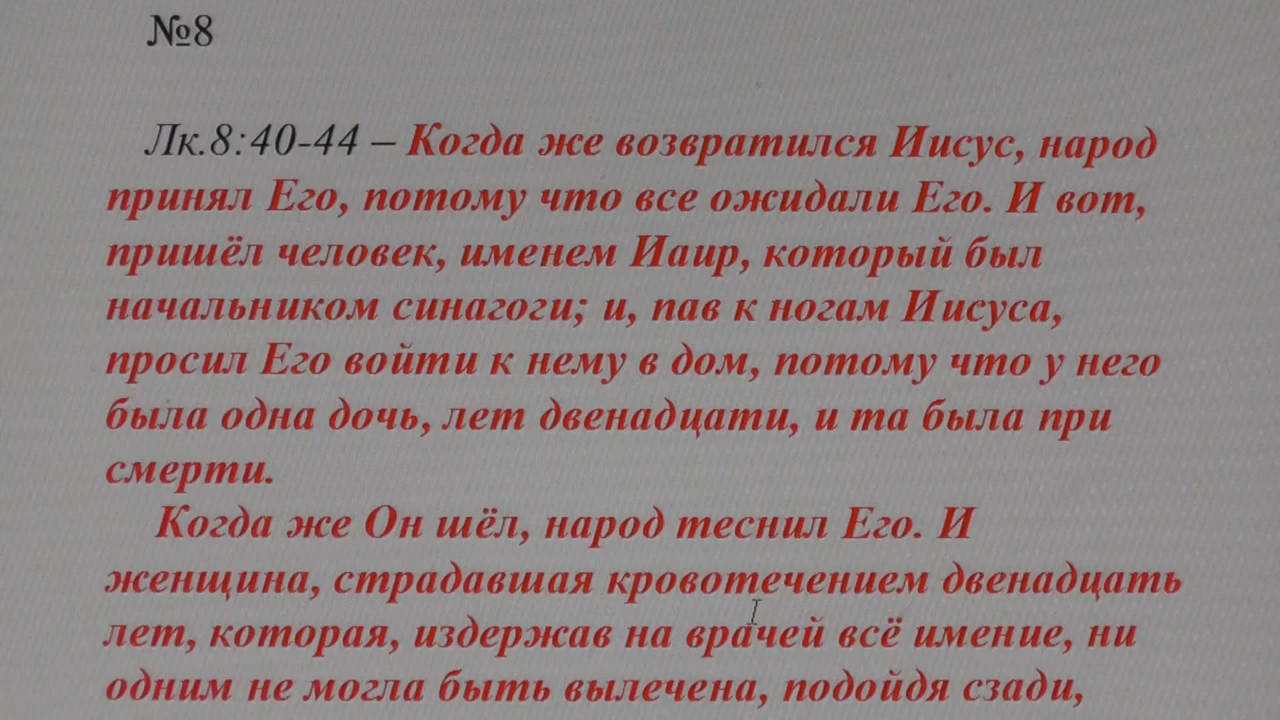 №8
Лк.8:40-44 – Когда же возвратился Иисус, народ
принял Его, потому что все ожидали Его. И вот,
пришёл человек, именем Иаир, который был
начальником синагоги; и, пав к ногам Иисуса,
просил Его войти к нему в дом, потому что у него
была одна дочь, лет двенадцати, и та была при
смерти.
Когда же Он шёл, народ теснил Его. И
женщина, страдавшая кровотечением двенадцать
лет, которая, издержав на врачей всё имение, ни
одним не могла быть вылечена, подойдя сзади,